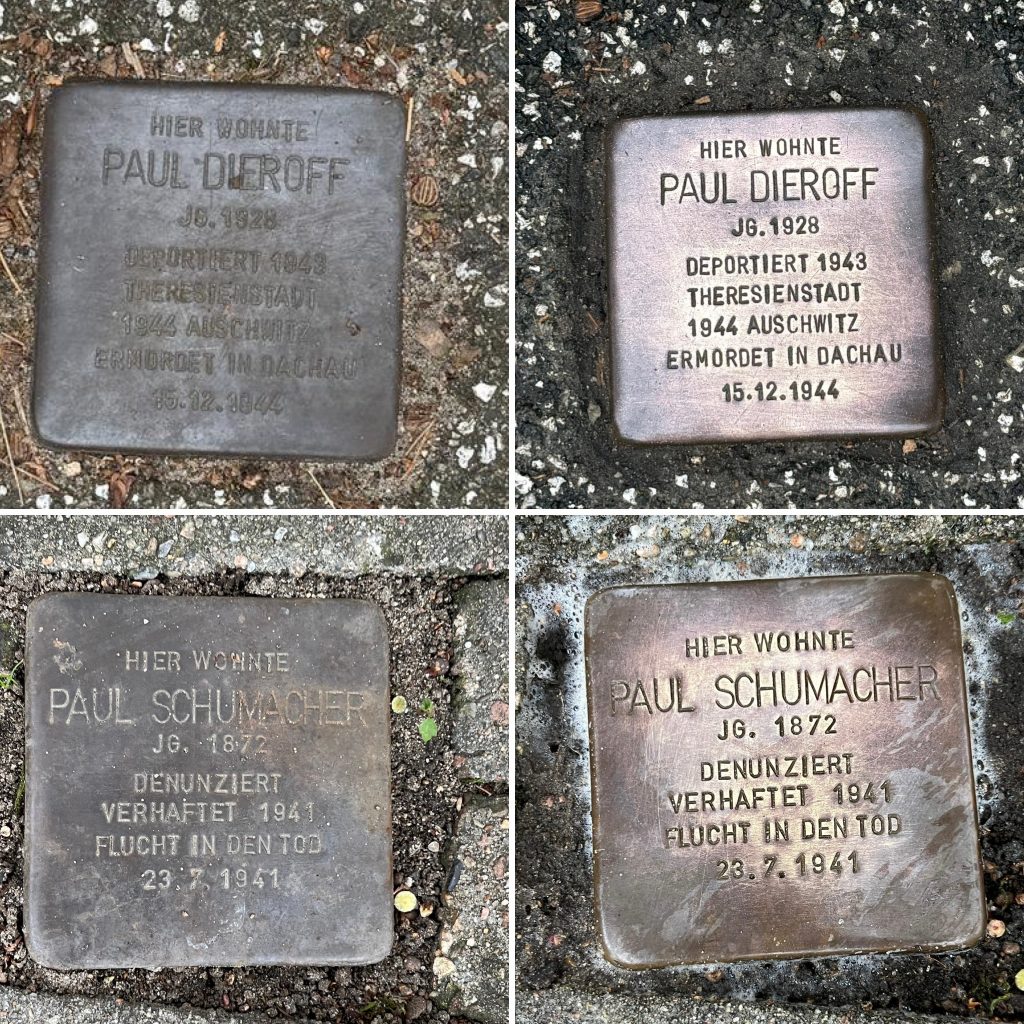 HIER WOHNTE
PAUL DIEROFF
JG. 1928
DEPORTIERT 1943
THERESIENSTADT
1944 AUSCHWITZ
ERMORDET IN DACHAU
15.12.1944
HIER WOHNTE
PAUL DIEROFF
JG. 1928
DEPORTIERT 1943
THERESIENSTADT
1944 AUSCHWITZ
ERMORDET IN DACHAU
15.12.1944
HIER WOHNTE
PAUL SCHUMACHER
JG. 1872
DENUNZIERT
VERHAFTET 1941
FLUCHT IN DEN TOD
23.7.1941
HIER WOHNTE
PAUL SCHUMACHER
JG. 1872
DENUNZIERT
VERHAFTET 1941
FLUCHT IN DEN TOD
23.7.1941